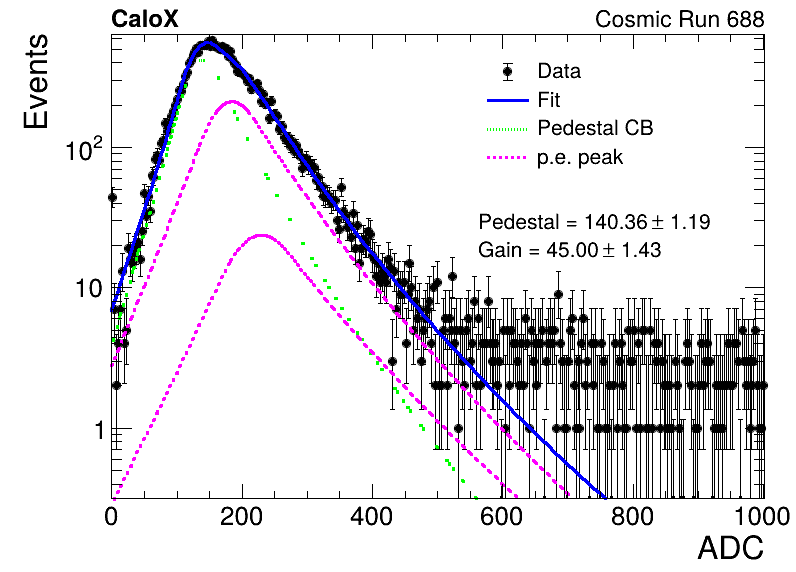 CaloX Cosmic Run 688
Events
Data
Fit
Pedestal CB
p.e. peak
Pedestal = 140.36 ± 1.19
Gain = 45.00 ± 1.43
10²
10
1
0 200 400 600 800 1000
ADC